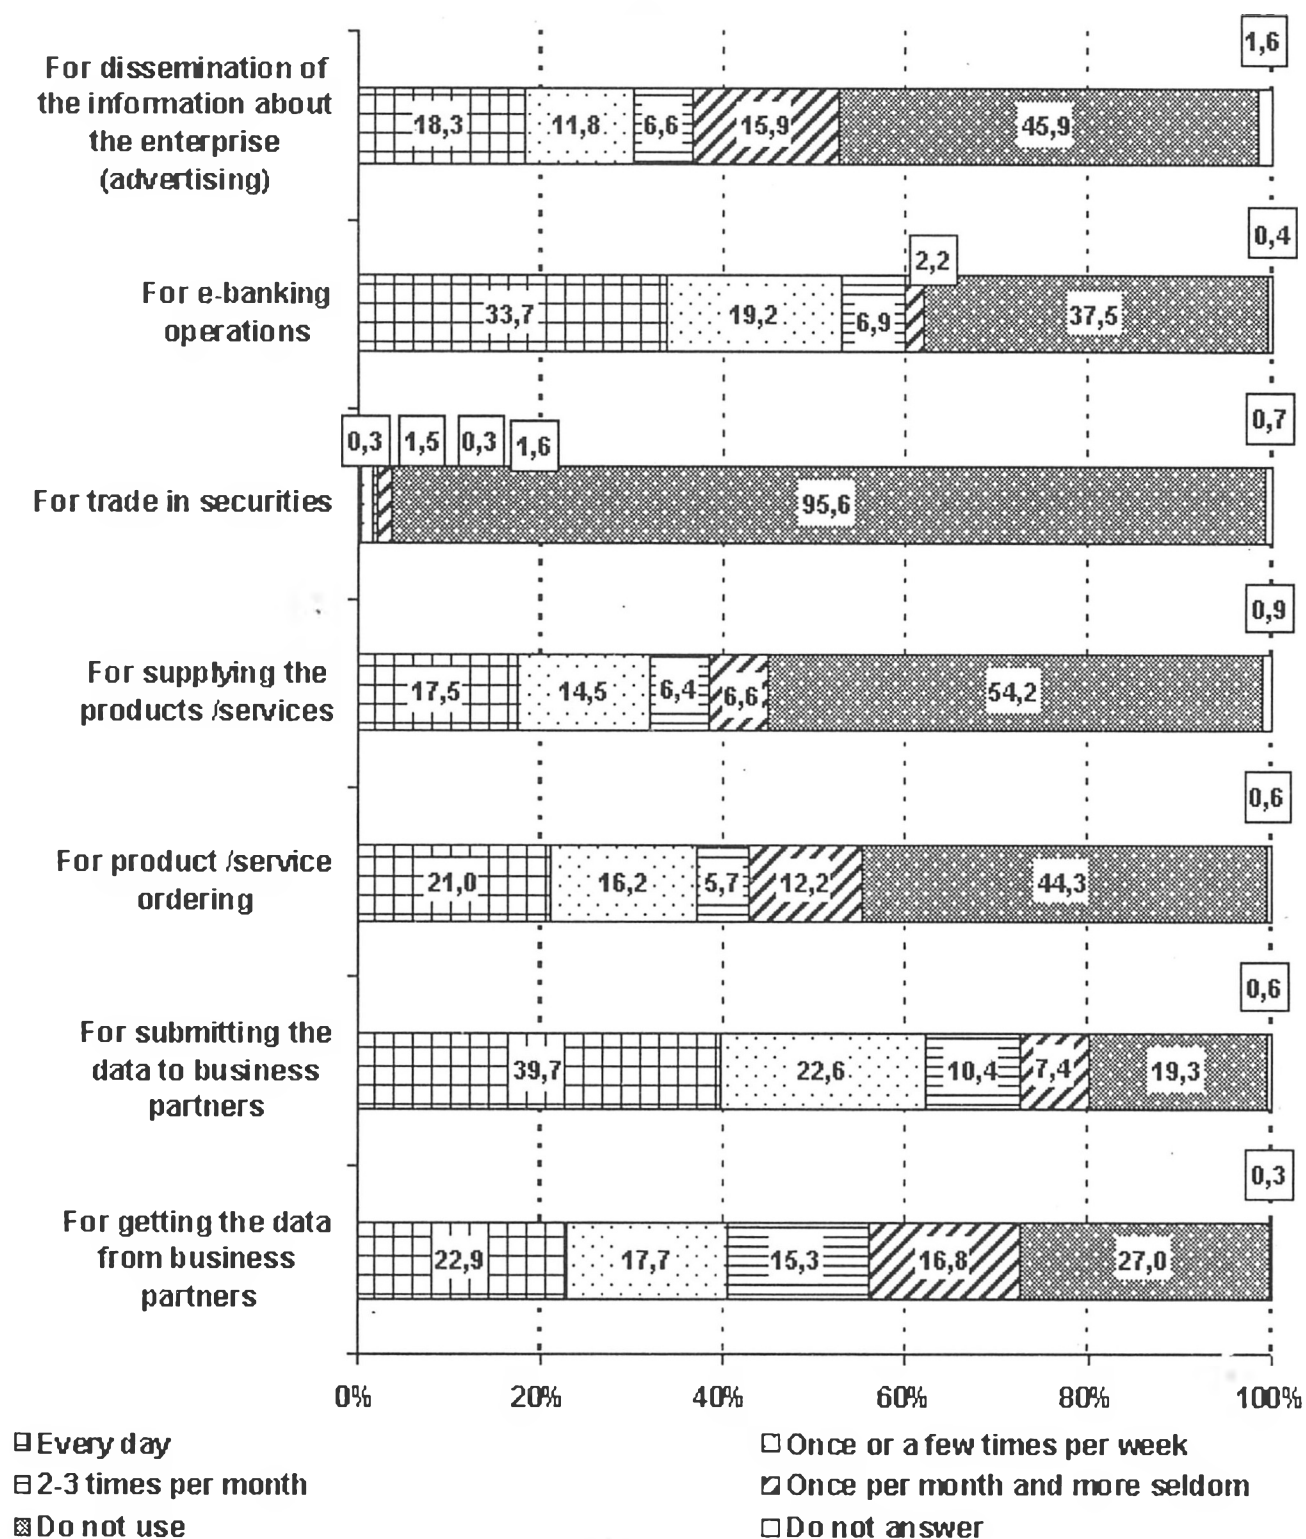 1,6
For dissemination of
the information about
the enterprise
(advertising)
18,3 11,8 6,6 15,9 45,9
0,4
2,2
For e-banking
operations
33,7 19,2 6,9 37,5
0,7
0,3 1,5 0,3 1,6
For trade in securities
95,6
0,9
For supplying the
products /services
17,5 14,5 6,4 6,6 54,2
0,6
For product /service
ordering
21,0 16,2 5,7 12,2 44,3
0,6
For submitting the
data to business
partners
39,7 22,6 10,4 7,4 19,3
0,3
For getting the data
from business
partners
22,9 17,7 15,3 16,8 27,0
0% 20% 40% 60% 80% 100%
Every day
Once or a few times per week
2-3 times per month
Once per month and more seldom
Do not use
Do not answer